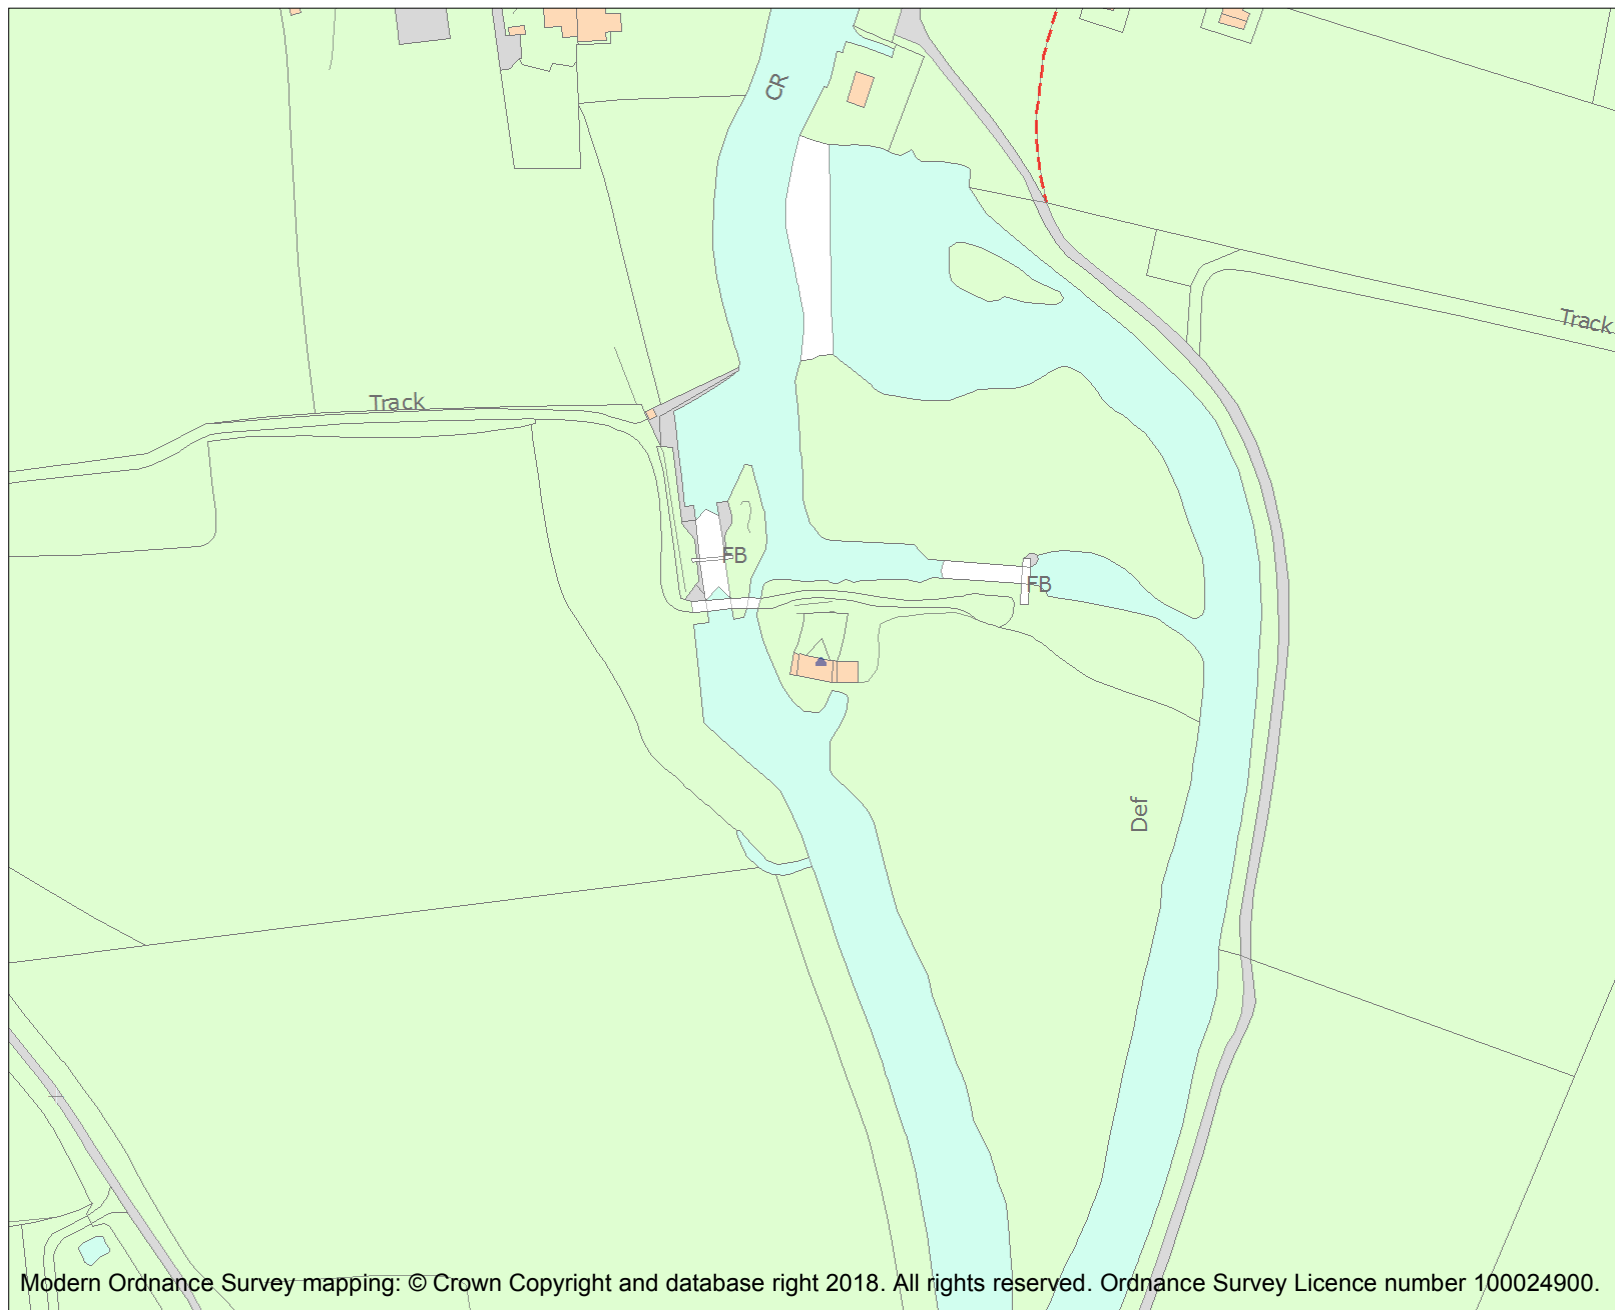 CR
Track
Track
FB
FB
Def
Modern Ordnance Survey mapping: © Crown Copyright and database right 2018. All rights reserved. Ordnance Survey Licence number 100024900.